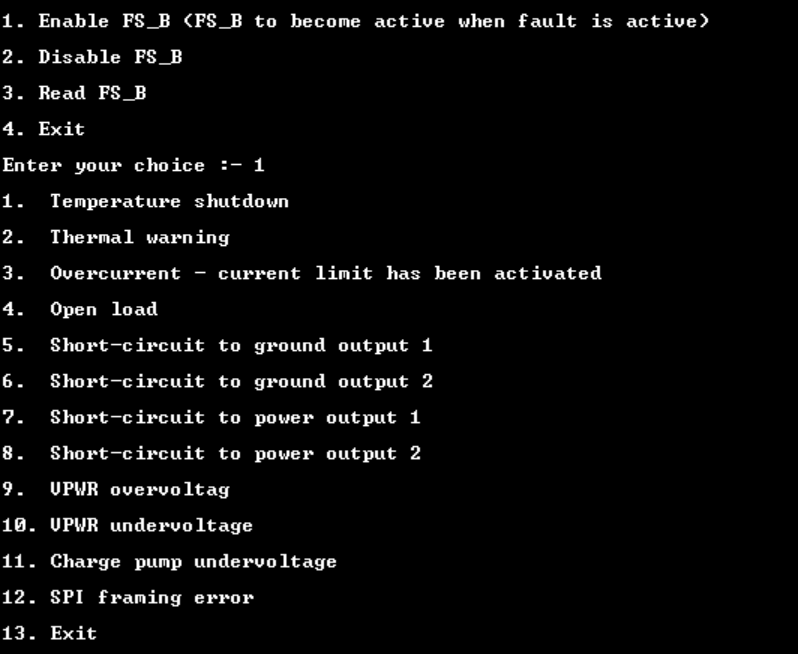 1. Enable FS_B (FS_B to become active when fault is active)
2. Disable FS_B
3. Read FS_B
4. Exit
Enter your choice :- 1
1.  Temperature shutdown
2.  Thermal warning
3.  Overcurrent - current limit has been activated
4.  Open load
5.  Short-circuit to ground output 1
6.  Short-circuit to ground output 2
7.  Short-circuit to power output 1
8.  Short-circuit to power output 2
9.  VPWR overvoltag
10. VPWR undervoltage
11. Charge pump undervoltage
12. SPI framing error
13. Exit